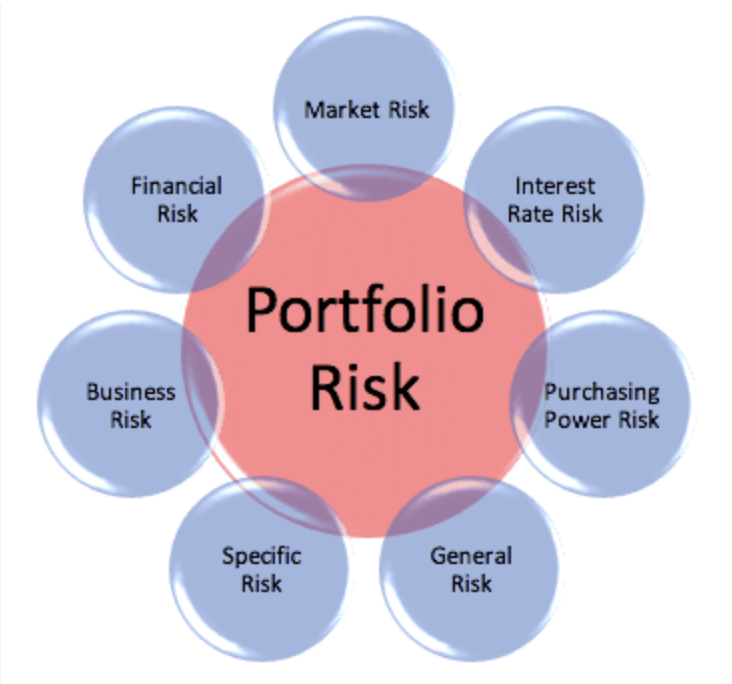 Market Risk
Interest
Rate Risk
Purchasing
Power Risk
General
Risk
Specific
Risk
Business
Risk
Financial
Risk
Portfolio
Risk